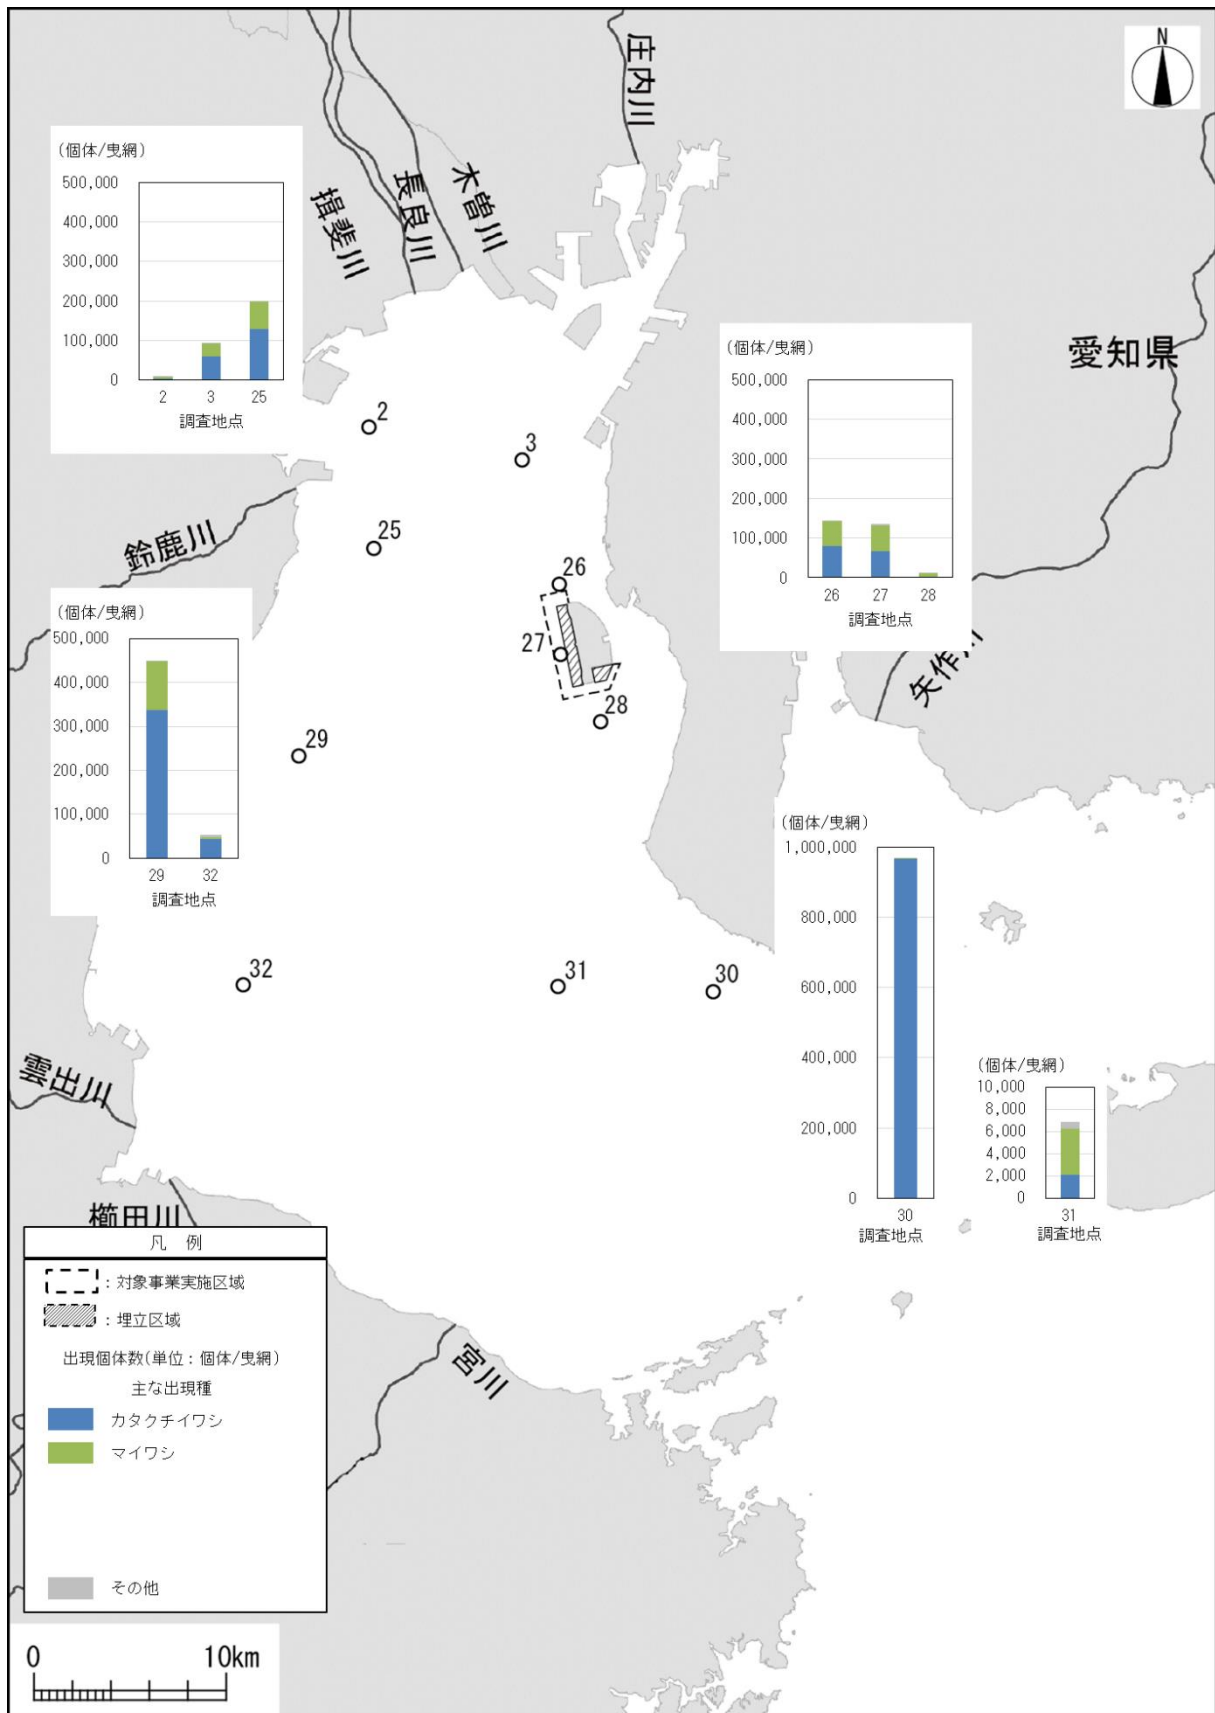 N
庄内川
木曽川
長良川
揖斐川
(個体/曳網)
500,000
400,000
300,000
200,000
100,000
0
2 3 25
調査地点
愛知県
(個体/曳網)
500,000
400,000
300,000
200,000
100,000
0
26 27 28
調査地点
2
3
鈴鹿川
25
26
27
28
矢作川
(個体/曳網)
500,000
400,000
300,000
200,000
100,000
0
29 32
調査地点
29
(個体/曳網)
1,000,000
800,000
600,000
400,000
200,000
0
30
調査地点
32
31
30
雲出川
(個体/曳網)
10,000
8,000
6,000
4,000
2,000
0
31
調査地点
櫛田川
凡 例
:対象事業実施区域
:埋立区域
出現個体数(単位:個体/曳網)
主な出現種
カタクチイワシ
マイワシ
その他
宮川
0 10km